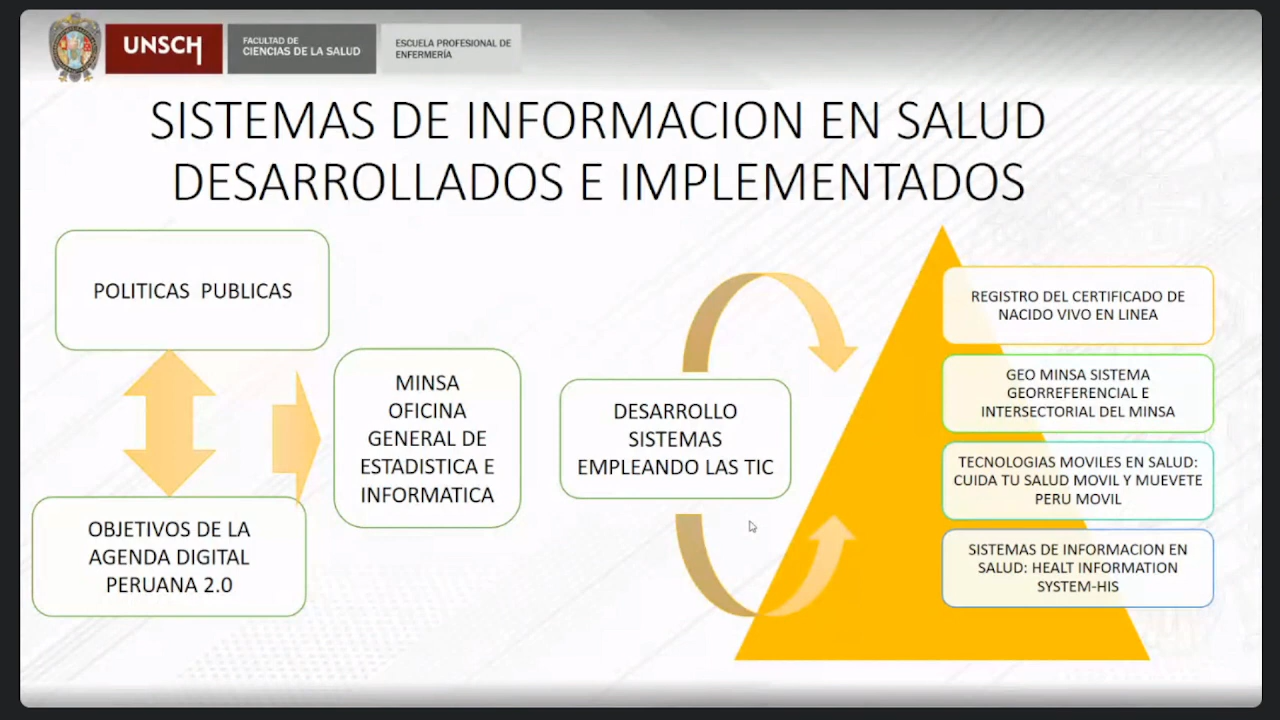 UNSCH
FACULTAD DE
CIENCIAS DE LA SALUD
ESCUELA PROFESIONAL DE
ENFERMERÍA
SISTEMAS DE INFORMACION EN SALUD
DESARROLLADOS E IMPLEMENTADOS
POLITICAS PUBLICAS
OBJETIVOS DE LA
AGENDA DIGITAL
PERUANA 2.0
MINSA
OFICINA
GENERAL DE
ESTADISTICA E
INFORMATICA
DESARROLLO
SISTEMAS
EMPLEANDO LAS TIC
REGISTRO DEL CERTIFICADO DE
NACIDO VIVO EN LINEA
GEO MINSA SISTEMA
GEORREFERENCIAL E
INTERSECTORIAL DEL MINSA
TECNOLOGIAS MOVILES EN SALUD:
CUIDA TU SALUD MOVIL Y MUEVETE
PERU MOVIL
SISTEMAS DE INFORMACION EN
SALUD: HEALT INFORMATION
SYSTEM-HIS